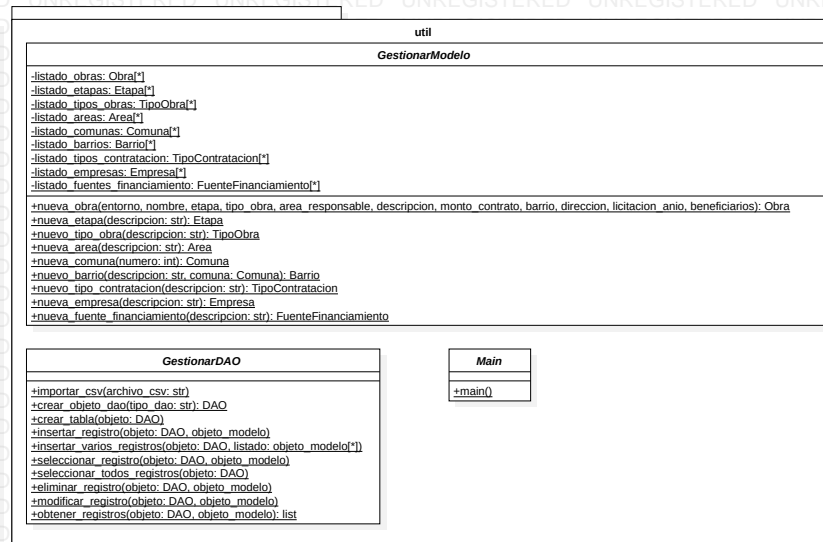 UNREGISTERED UNREGISTERED UNREGISTERED UNREGISTERED
util
GestionarModelo
-listado_obras: Obra[*]
-listado_etapas: Etapa[*]
-listado_tipos_obras: TipoObra[*]
-listado_areas: Area[*]
-listado_comunas: Comuna[*]
-listado_barrios: Barrio[*]
-listado_tipos_contratacion: TipoContratacion[*]
-listado_empresas: Empresa[*]
-listado_fuentes_financiamiento: FuenteFinanciamiento[*]
+nueva_obra(entorno, nombre, etapa, tipo_obra, area_responsable, descripcion, monto_contrato, barrio, direccion, licitacion_anio, beneficiarios): Obra
+nueva_etapa(descripcion: str): Etapa
+nuevo_tipo_obra(descripcion: str): TipoObra
+nueva_area(descripcion: str): Area
+nueva_comuna(numero: int): Comuna
+nuevo_barrio(descripcion: str, comuna: Comuna): Barrio
+nuevo_tipo_contratacion(descripcion: str): TipoContratacion
+nueva_empresa(descripcion: str): Empresa
+nueva_fuente_financiamiento(descripcion: str): FuenteFinanciamiento
GestionarDAO
+importar_csv(archivo_csv: str)
+crear_objeto_dao(tipo_dao: str): DAO
+crear_tabla(objeto: DAO)
+insertar_registro(objeto: DAO, objeto_modelo)
+insertar_varios_registros(objeto: DAO, listado: objeto_modelo[*])
+seleccionar_registro(objeto: DAO, objeto_modelo)
+seleccionar_todos_registros(objeto: DAO)
+eliminar_registro(objeto: DAO, objeto_modelo)
+modificar_registro(objeto: DAO, objeto_modelo)
+obtener_registros(objeto: DAO, objeto_modelo): list
Main
+main()